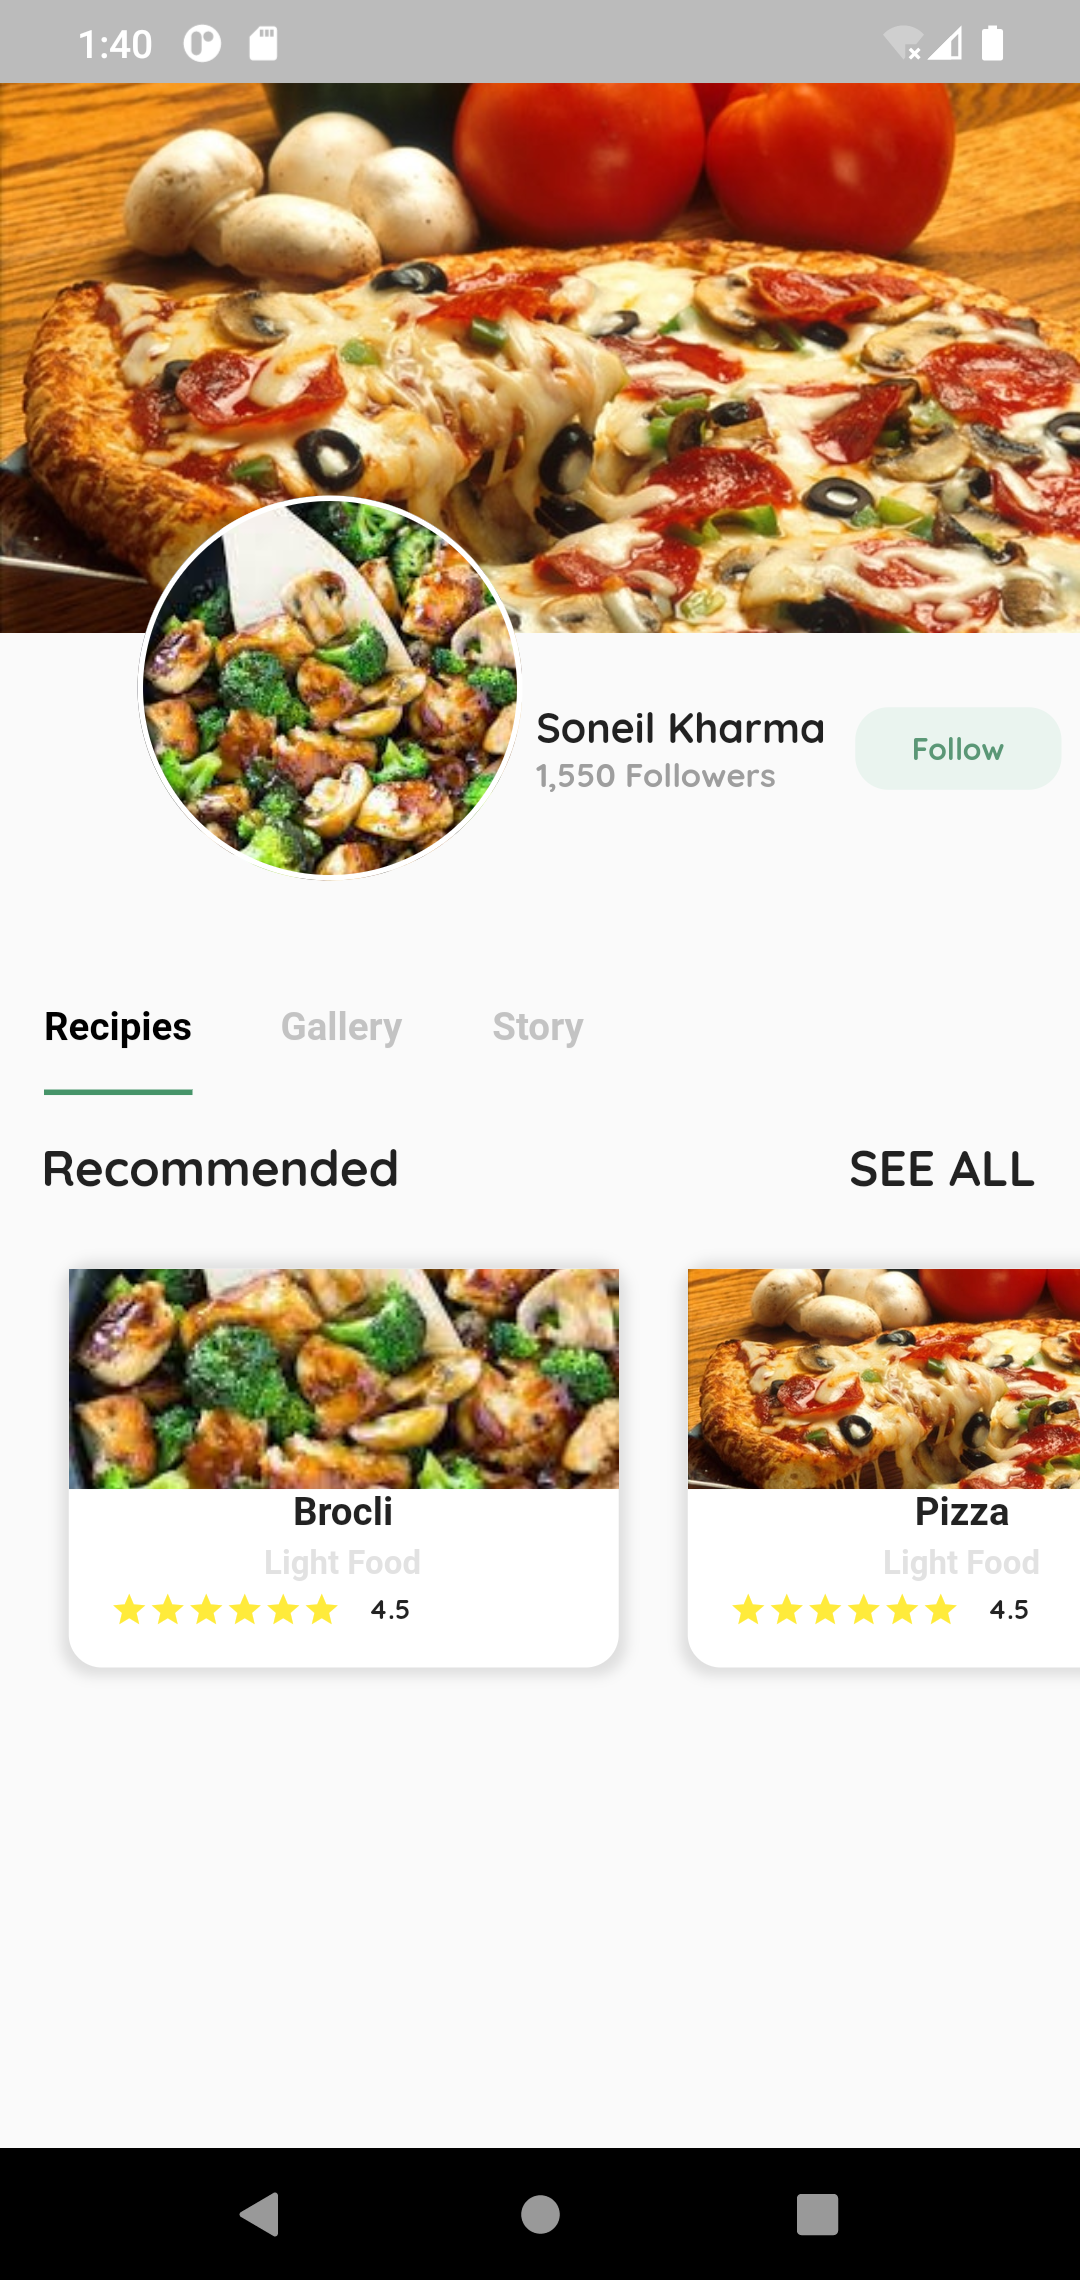 1:40
Soneil Kharma
1,550 Followers
Follow
Recipies Gallery Story
Recommended SEE ALL
Brocli
Light Food
4.5
Pizza
Light Food
4.5